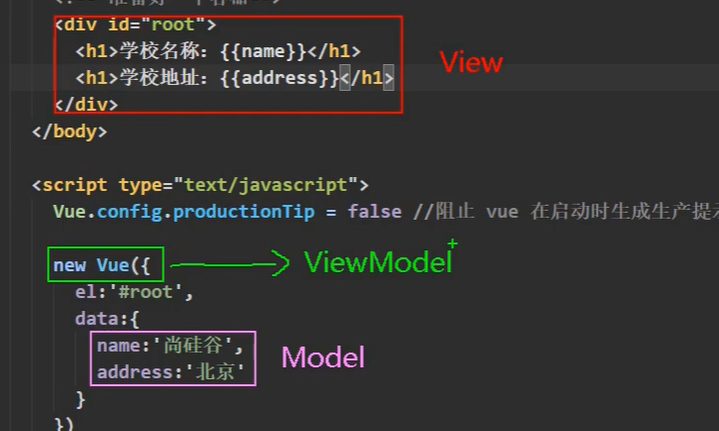 <div id="root">
<h1>学校名称：{{name}}</h1>
<h1>学校地址：{{address}}</h1>
View
</div>
</body>
<script type="text/javascript">
Vue.config.productionTip = false //阻止 vue 在启动时生成生产提
new Vue({
ViewModel
el:'#root',
data:{
name:'尚硅谷',
address:'北京'
Model
}
})